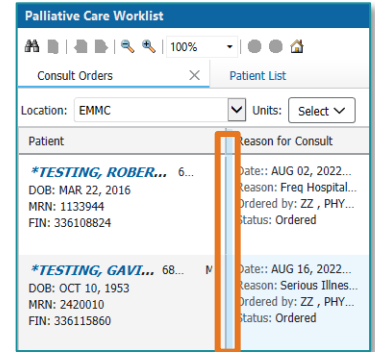 Palliative Care Worklist
100%
Consult Orders Patient List
Location: EMMC Units: Select
Patient Reason for Consult
*TESTING, ROBER... 6...
DOB: MAR 22, 2016
MRN: 1133944
FIN: 336108824
Date:: AUG 02, 2022...
Reason: Freq Hospital...
Ordered by: ZZ , PHY...
Status: Ordered
*TESTING, GAVI... 68... M
DOB: OCT 10, 1953
MRN: 2420010
FIN: 336115860
Date:: AUG 16, 2022...
Reason: Serious Illnes...
Ordered by: ZZ , PHY...
Status: Ordered